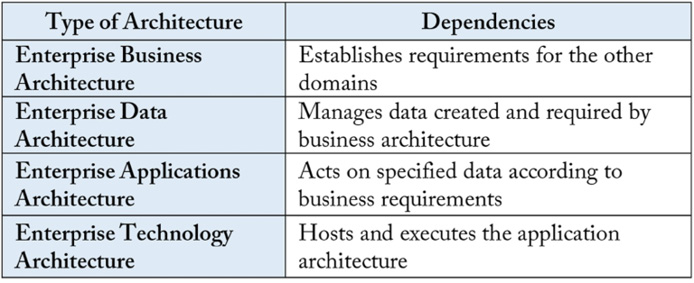 Type of Architecture
Dependencies
Enterprise Business
Architecture
Establishes requirements for the other
domains
Enterprise Data
Architecture
Manages data created and required by
business architecture
Enterprise Applications
Architecture
Acts on specified data according to
business requirements
Enterprise Technology
Architecture
Hosts and executes the application
architecture